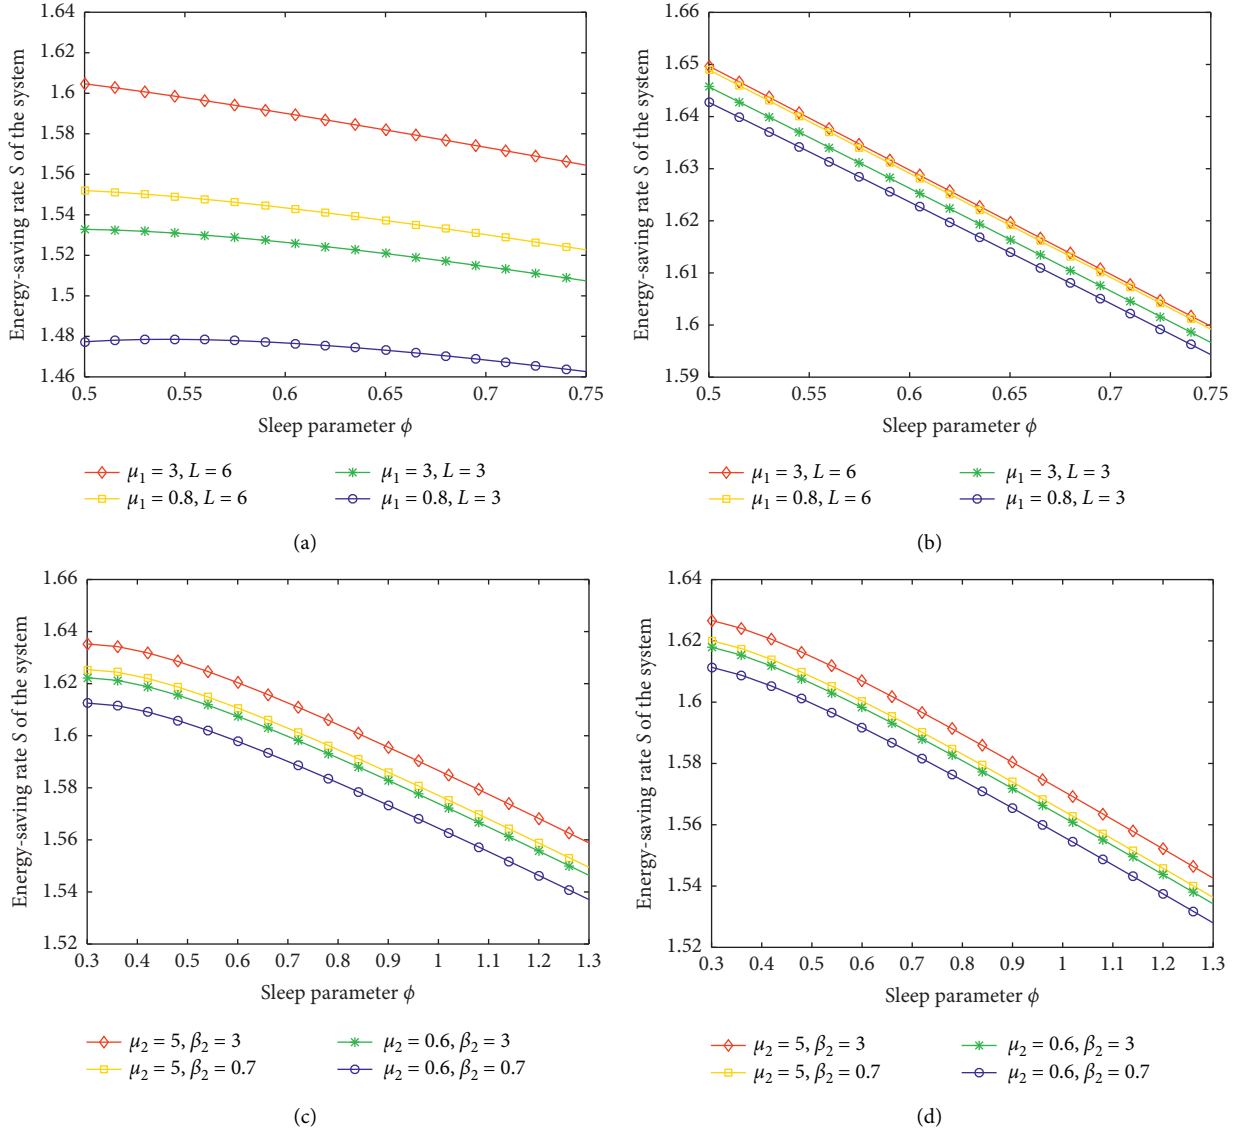 1.64
1.62
1.6
1.58
1.56
1.54
1.52
1.5
1.48
1.46
0.5 0.55 0.6 0.65 0.7 0.75
Energy-saving rate S of the system
Sleep parameter ϕ
μ1 = 3, L = 6
μ1 = 0.8, L = 6
μ1 = 3, L = 3
μ1 = 0.8, L = 3
(a)
1.66
1.65
1.64
1.63
1.62
1.61
1.6
1.59
0.5 0.55 0.6 0.65 0.7 0.75
Energy-saving rate S of the system
Sleep parameter ϕ
μ1 = 3, L = 6
μ1 = 0.8, L = 6
μ1 = 3, L = 3
μ1 = 0.8, L = 3
(b)
1.66
1.64
1.62
1.6
1.58
1.56
1.54
1.52
0.3 0.4 0.5 0.6 0.7 0.8 0.9 1 1.1 1.2 1.3
Energy-saving rate S of the system
Sleep parameter ϕ
μ2 = 5, β2 = 3
μ2 = 5, β2 = 0.7
μ2 = 0.6, β2 = 3
μ2 = 0.6, β2 = 0.7
(c)
1.64
1.62
1.6
1.58
1.56
1.54
1.52
0.3 0.4 0.5 0.6 0.7 0.8 0.9 1 1.1 1.2 1.3
Energy-saving rate S of the system
Sleep parameter ϕ
μ2 = 5, β2 = 3
μ2 = 5, β2 = 0.7
μ2 = 0.6, β2 = 3
μ2 = 0.6, β2 = 0.7
(d)